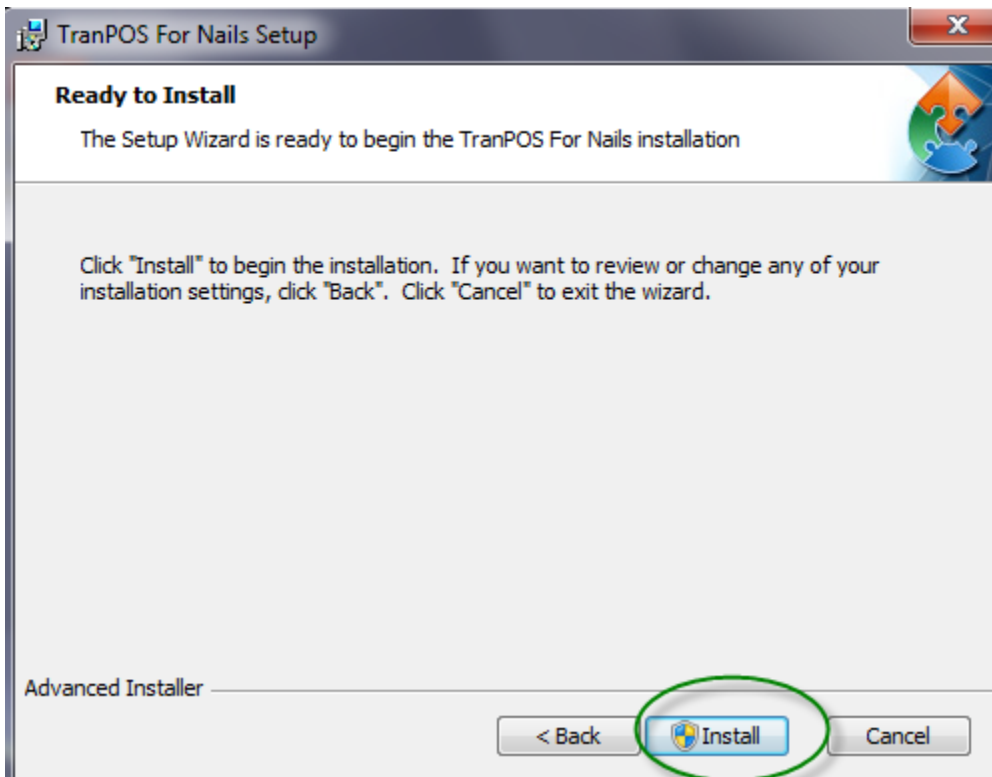 TranPOS For Nails Setup
Ready to Install
The Setup Wizard is ready to begin the TranPOS For Nails installation
Click "Install" to begin the installation.  If you want to review or change any of your
installation settings, click "Back".  Click "Cancel" to exit the wizard.
Advanced Installer
< Back
Install
Cancel